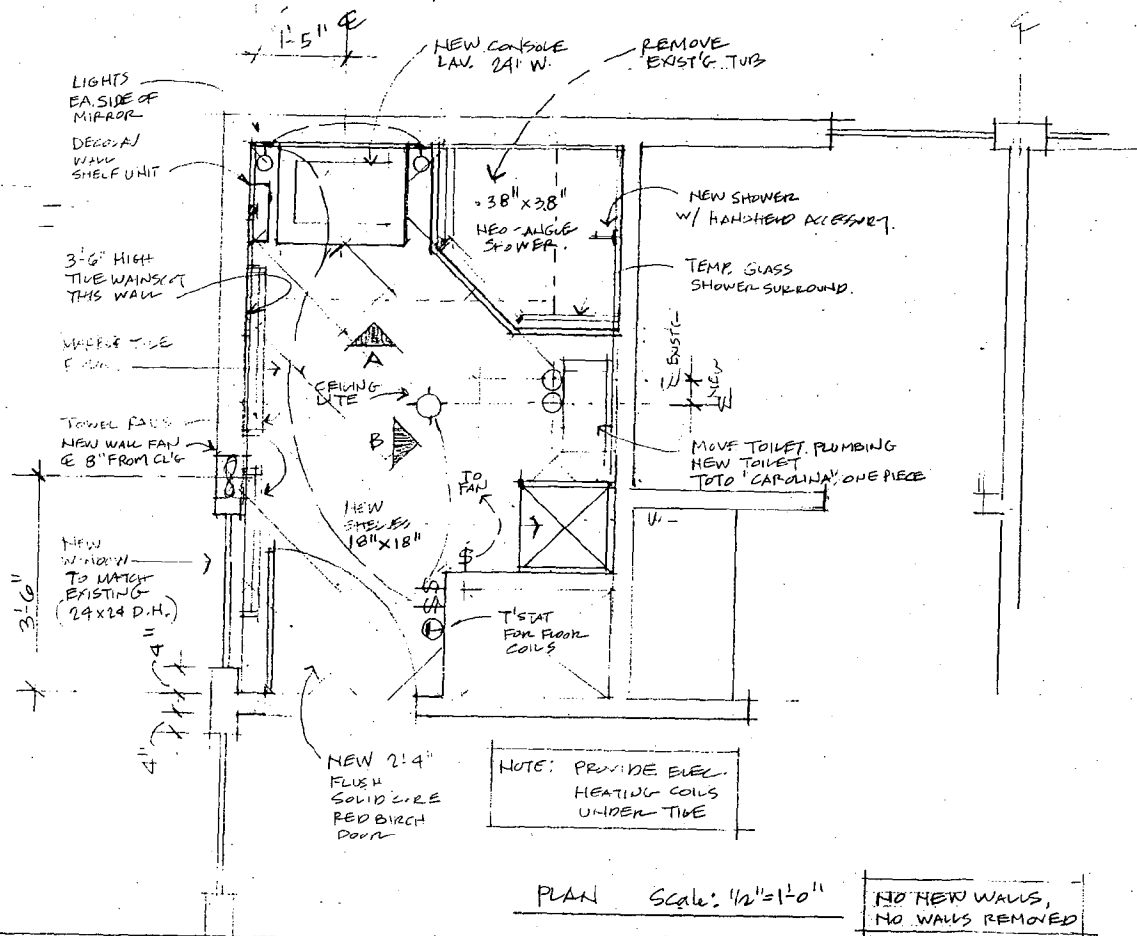 1'-5"
NEW CONSOLE
LAV. 24" W.
REMOVE
EXIST'G. TUB
LIGHTS
EA. SIDE OF
MIRROR
WALL
SHELF UNIT
38"x38"
NEO-ANGLE
SHOWER.
NEW SHOWER
W/ HANDHELD ACCESSORY.
3'-6" HIGH
TILE WAINSCOT
THIS WALL
TEMP. GLASS
SHOWER SURROUND.
TILE
A
EXIST'G
NEW
CEILING
LITE
TOWEL
NEW WALL FAN
℄ 8" FROM CL'G
B
MOVE TOILET PLUMBING
NEW TOILET
TOTO 'CAROLINA' ONE PIECE
TO
FAN
NEW
SHELVES
18"x18"
NEW
WINDOW
TO MATCH
EXISTING
(24x24 D.H.)
3'-6"
4"
4"
$
$$
T'STAT
FOR FLOOR
COILS
NEW 2'-4"
FLUSH
SOLID CORE
RED BIRCH
DOOR
NOTE: PROVIDE ELEC.
HEATING COILS
UNDER TILE
PLAN Scale: 1/2"=1'-0"
NO NEW WALLS,
NO WALLS REMOVED